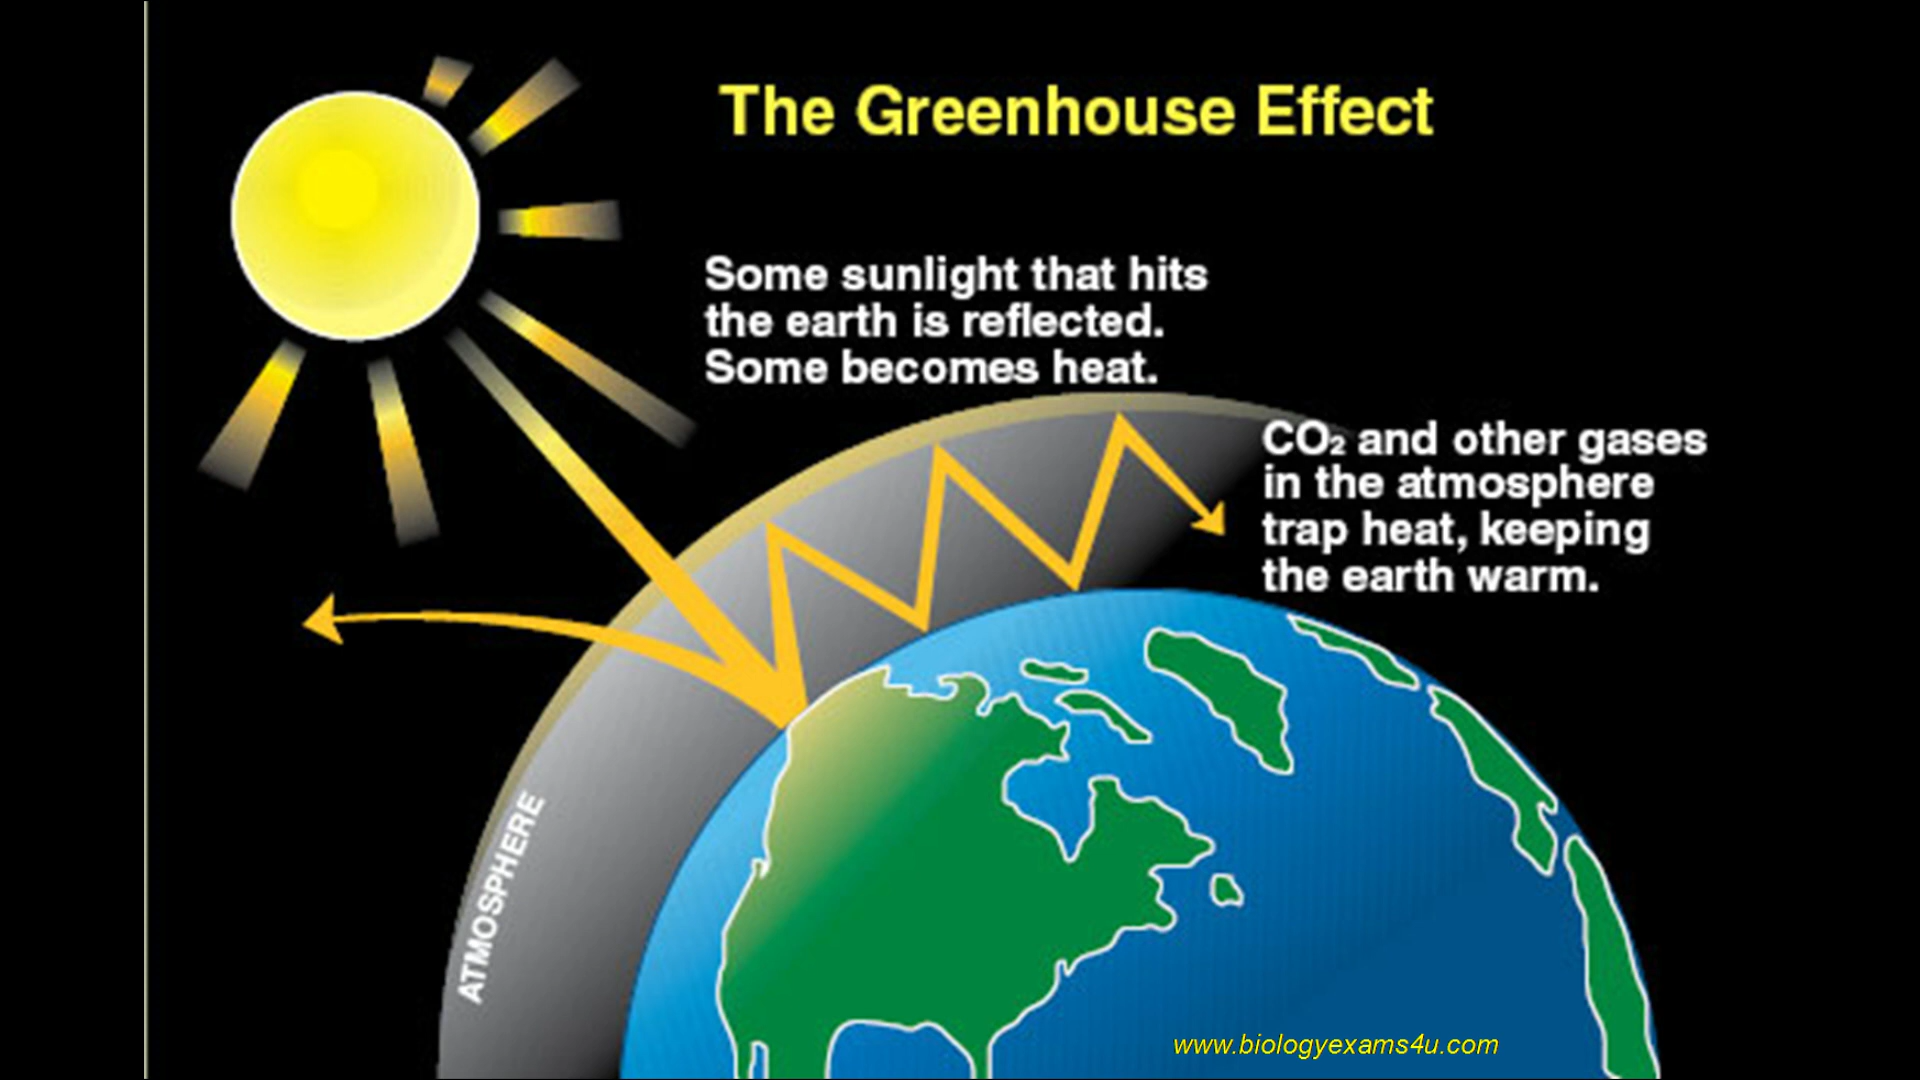 The Greenhouse Effect
Some sunlight that hits
the earth is reflected.
Some becomes heat.
CO₂ and other gases
in the atmosphere
trap heat, keeping
the earth warm.
ATMOSPHERE
www.biologyexams4u.com